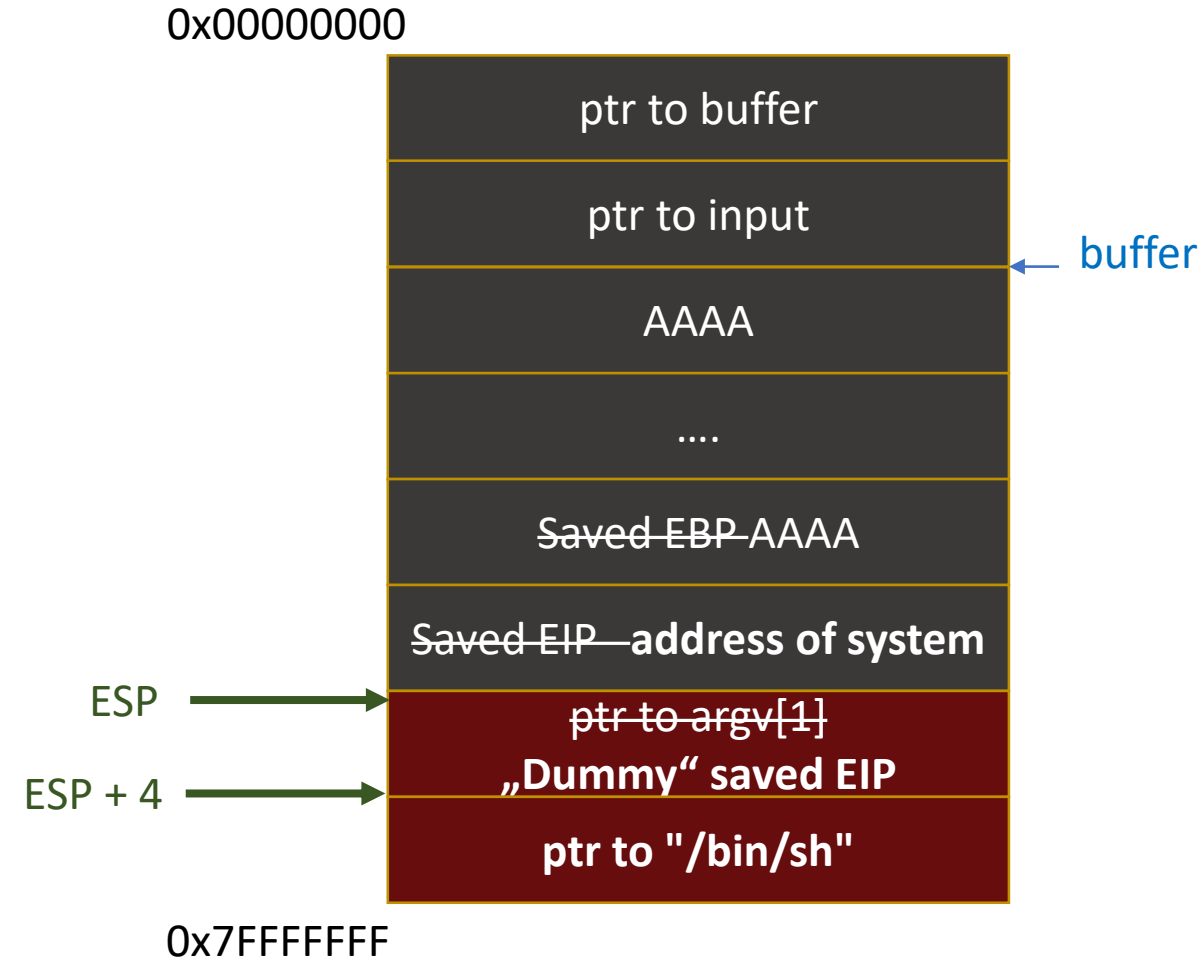 0x00000000
ptr to buffer
ptr to input
buffer
AAAA
....
Saved EBP AAAA
Saved EIP address of system
ESP
ptr to argv[1]
„Dummy“ saved EIP
ESP + 4
ptr to "/bin/sh"
0x7FFFFFFF